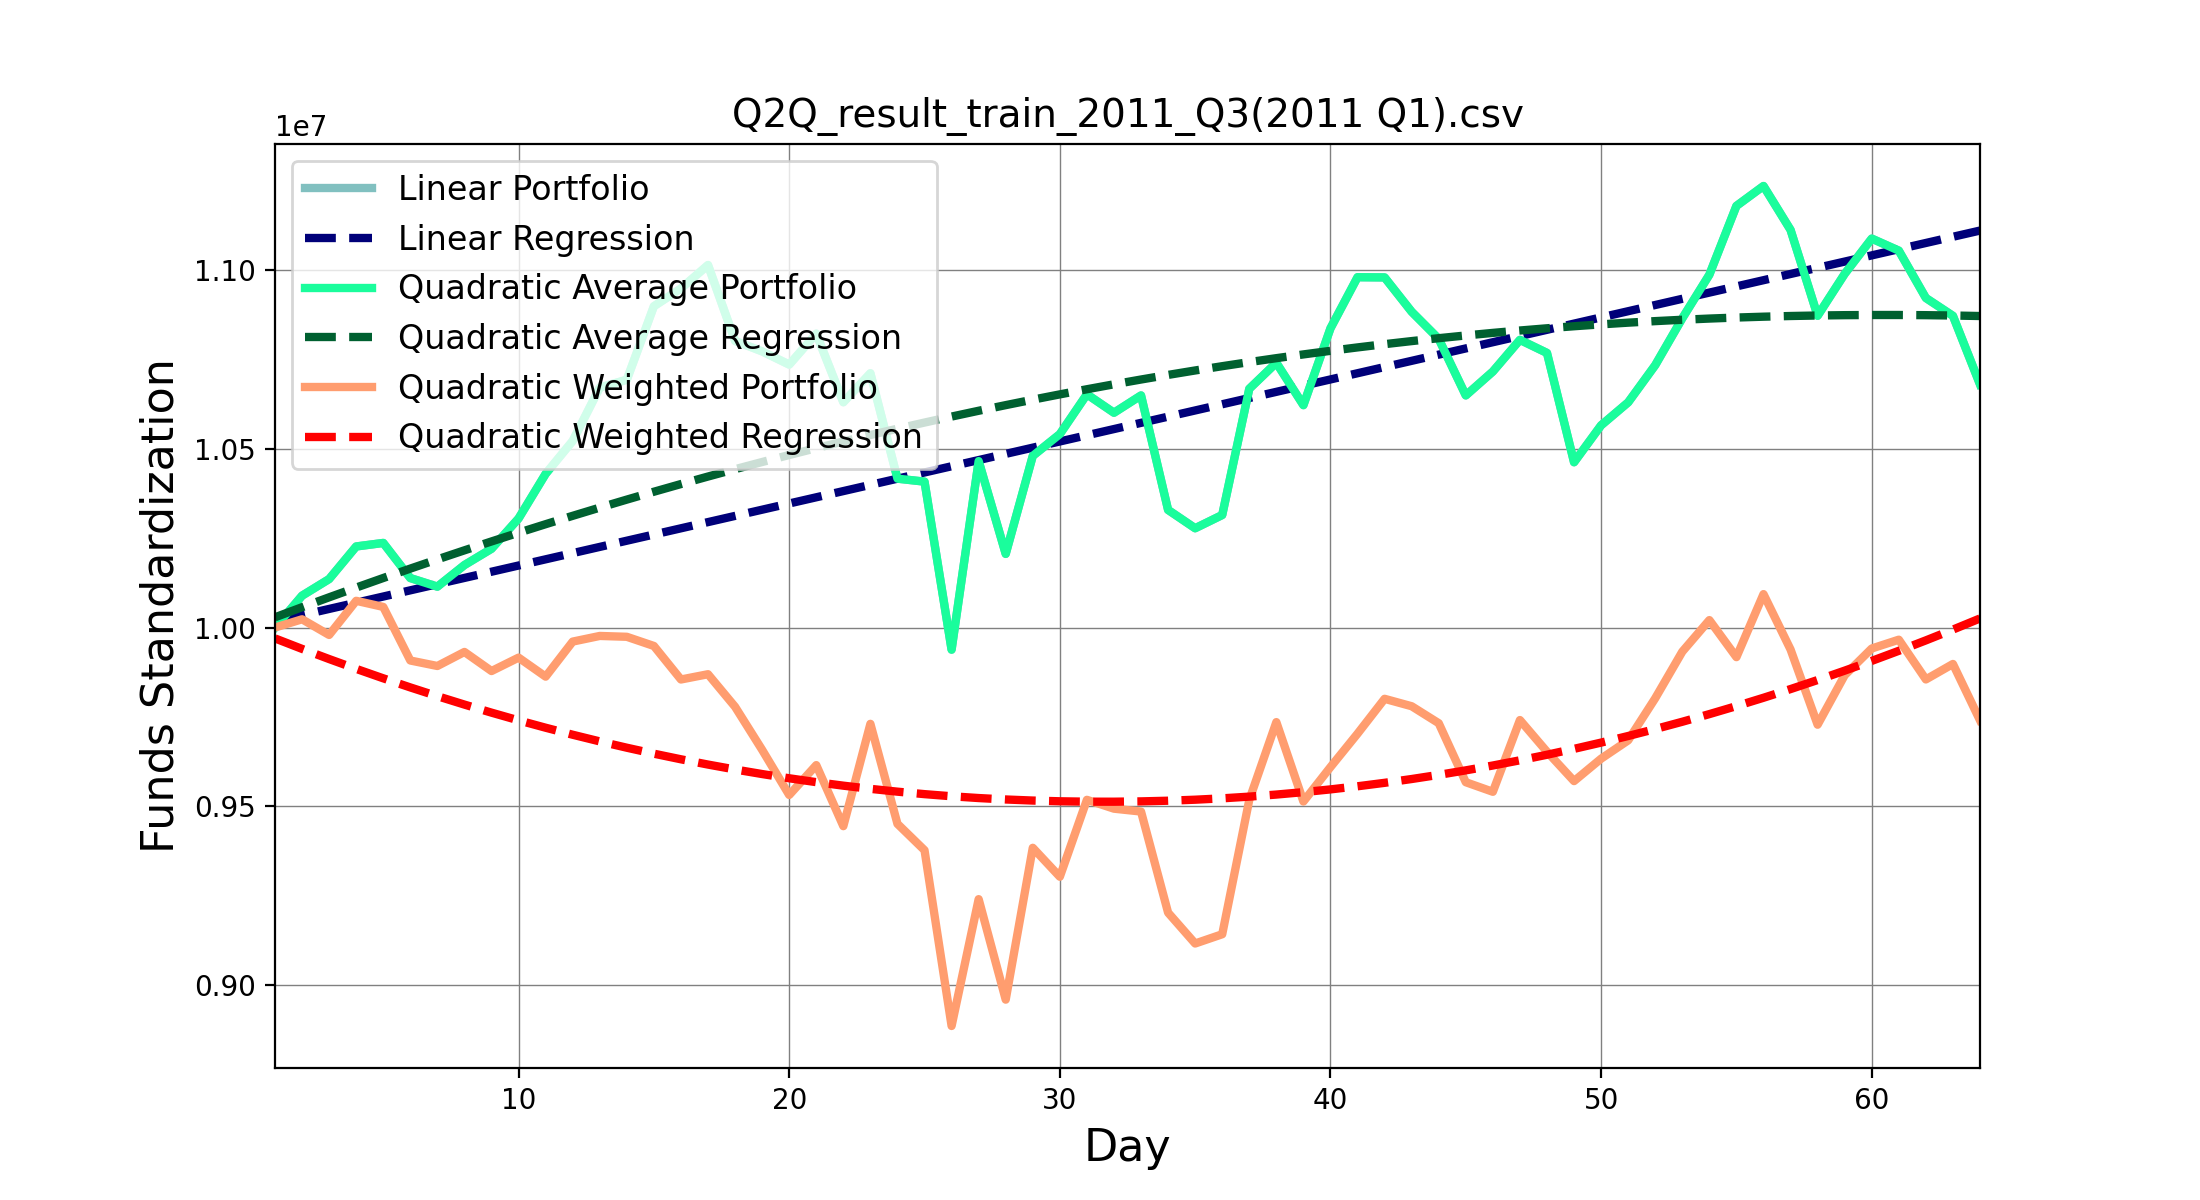 Q2Q_result_train_2011_Q3(2011 Q1).csv
1e7
Linear Portfolio
Linear Regression
Quadratic Average Portfolio
Quadratic Average Regression
Quadratic Weighted Portfolio
Quadratic Weighted Regression
Funds Standardization
1.10
1.05
1.00
0.95
0.90
10 20 30 40 50 60
Day